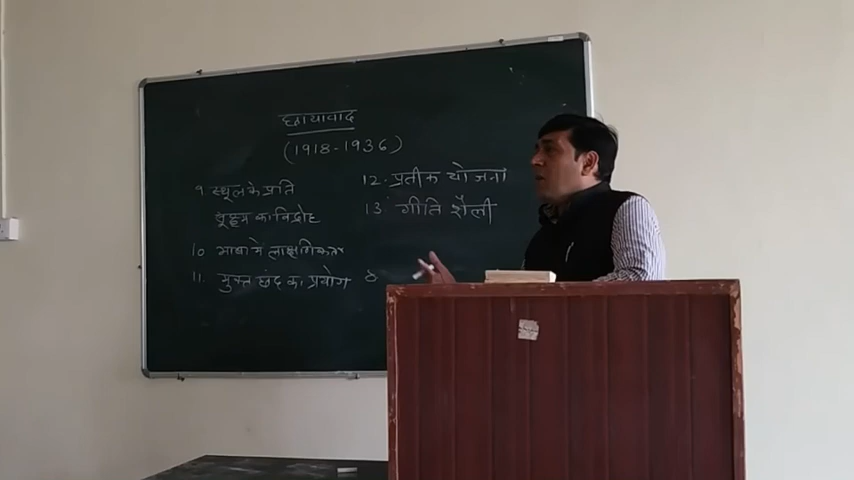 छायावाद
(1918-1936)
9 स्थूल के प्रति
सूक्ष्म का विद्रोह
10 भाषा में लाक्षणिकता
11. मुक्त छंद का प्रयोग
12. प्रतीक योजना
13. गीति शैली